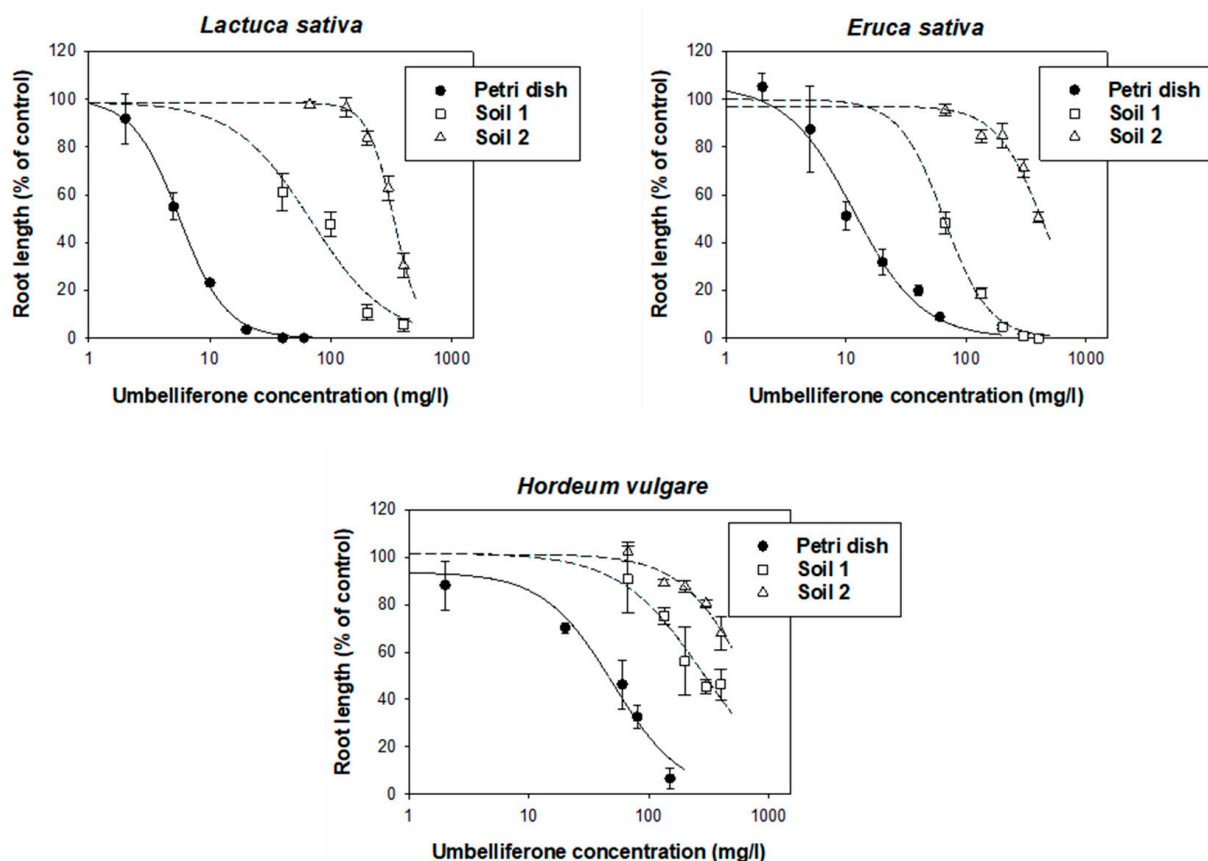 Lactuca sativa
120
100
80
60
40
20
0
Root length (% of control)
Petri dish
Soil 1
Soil 2
1 10 100 1000
Umbelliferone concentration (mg/l)
Eruca sativa
120
100
80
60
40
20
0
Root length (% of control)
Petri dish
Soil 1
Soil 2
1 10 100 1000
Umbelliferone concentration (mg/l)
Hordeum vulgare
120
100
80
60
40
20
0
Root length (% of control)
Petri dish
Soil 1
Soil 2
1 10 100 1000
Umbelliferone concentration (mg/l)